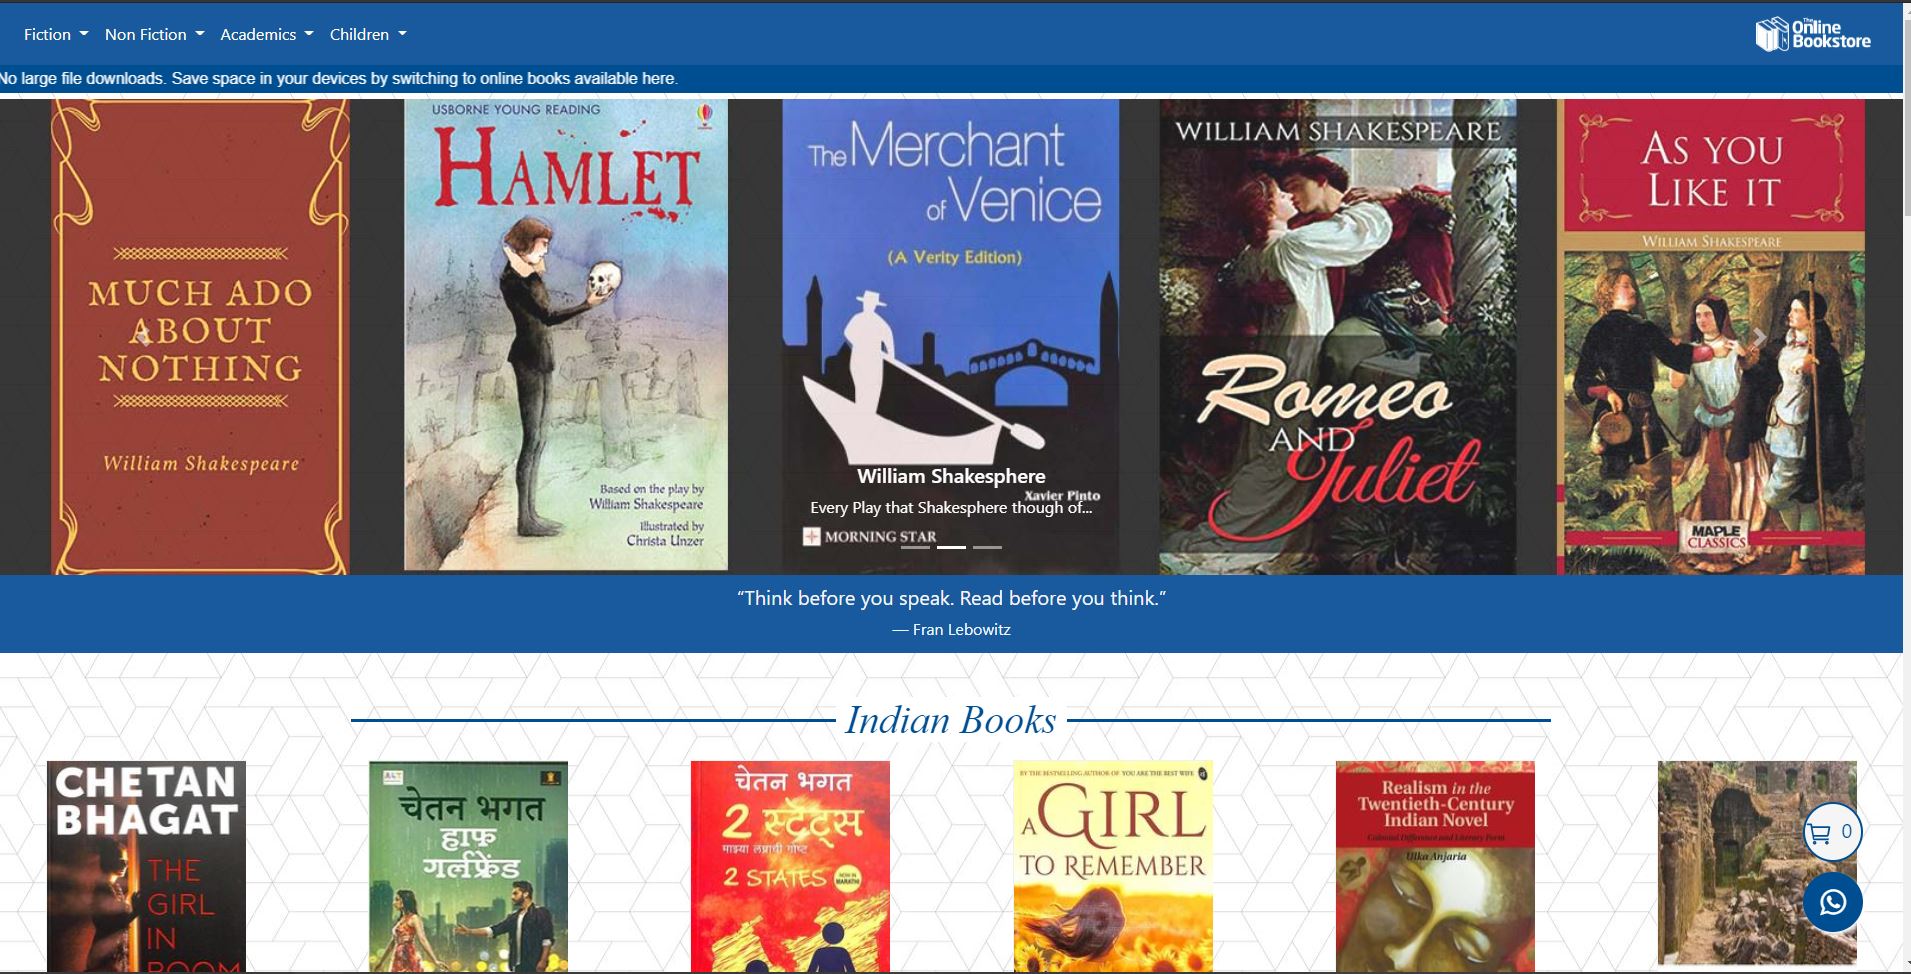 Fiction
Non Fiction
Academics
Children
The
Online
Bookstore
No large file downloads. Save space in your devices by switching to online books available here.
MUCH ADO
ABOUT
NOTHING
William Shakespeare
USBORNE YOUNG READING
HAMLET
Based on the play by
William Shakespeare
Illustrated by
Christa Unzer
The Merchant
of Venice
(A Verity Edition)
William Shakesphere
Xavier Pinto
Every Play that Shakesphere though of...
MORNING STAR
WILLIAM SHAKESPEARE
Romeo
AND
Juliet
AS YOU
LIKE IT
WILLIAM SHAKESPEARE
MAPLE
CLASSICS
“Think before you speak. Read before you think.”
— Fran Lebowitz
Indian Books
CHETAN
BHAGAT
THE
GIRL
IN
ROOM
ALT
चेतन भगत
हाफ
गर्लफ्रेंड
चेतन भगत
2 स्टेट्स
माझ्या लग्नाची गोष्ट
2 STATES
NOW IN
MARATHI
BY THE BESTSELLING AUTHOR OF YOU ARE THE BEST WIFE
A GIRL
TO REMEMBER
Realism in the
Twentieth-Century
Indian Novel
Colonial Difference and Literary Form
Ulka Anjaria
0